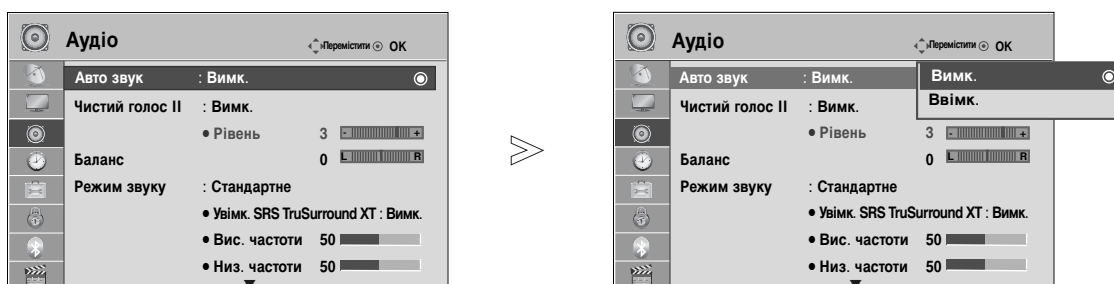 Аудіо Перемістити OK
Авто звук : Вимк.
Чистий голос II : Вимк.
• Рівень 3 - +
Баланс 0 L R
Режим звуку : Стандартне
• Увімк. SRS TruSurround XT : Вимк.
• Вис. частоти 50
• Низ. частоти 50
>
Аудіо Перемістити OK
Авто звук : Вимк.
Вимк.
Ввімк.
Чистий голос II : Вимк.
• Рівень 3 - +
Баланс 0 L R
Режим звуку : Стандартне
• Увімк. SRS TruSurround XT : Вимк.
• Вис. частоти 50
• Низ. частоти 50